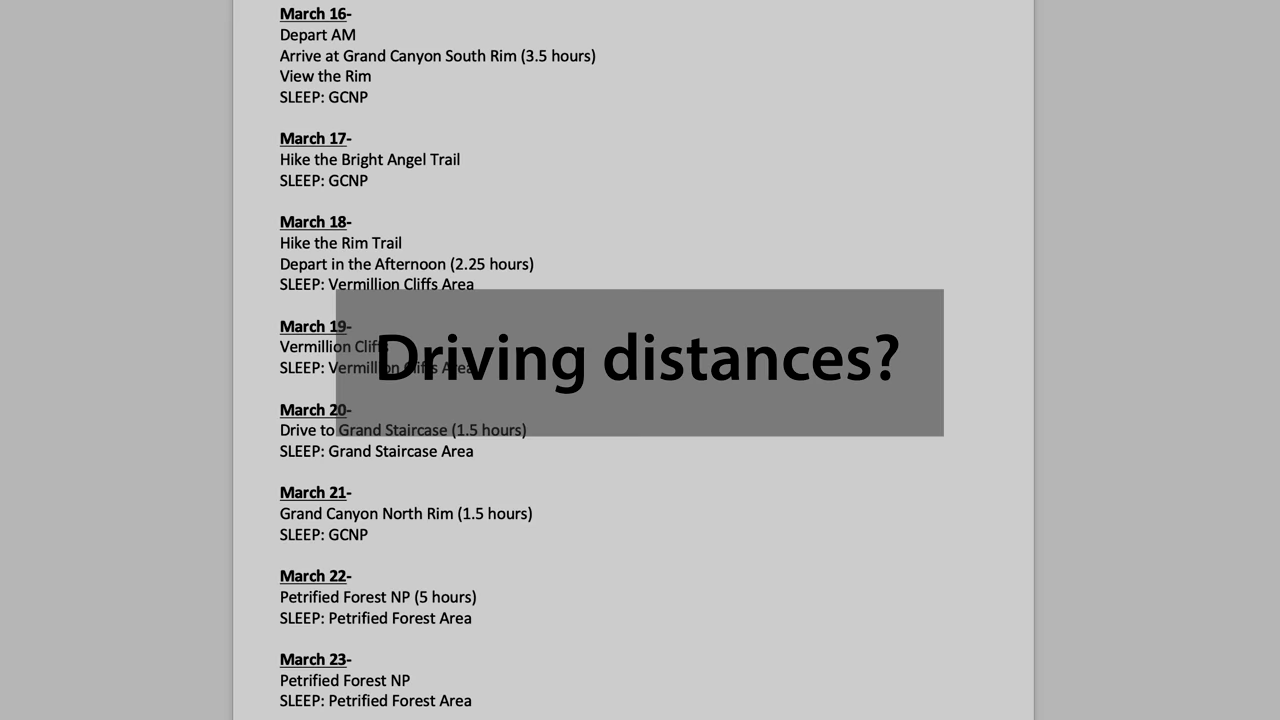 March 16-
Depart AM
Arrive at Grand Canyon South Rim (3.5 hours)
View the Rim
SLEEP: GCNP
March 17-
Hike the Bright Angel Trail
SLEEP: GCNP
March 18-
Hike the Rim Trail
Depart in the Afternoon (2.25 hours)
SLEEP: Vermillion Cliffs Area
March 19-
Vermillion Cliffs
SLEEP: Vermillion Cliffs Area
Driving distances?
March 20-
Drive to Grand Staircase (1.5 hours)
SLEEP: Grand Staircase Area
March 21-
Grand Canyon North Rim (1.5 hours)
SLEEP: GCNP
March 22-
Petrified Forest NP (5 hours)
SLEEP: Petrified Forest Area
March 23-
Petrified Forest NP
SLEEP: Petrified Forest Area